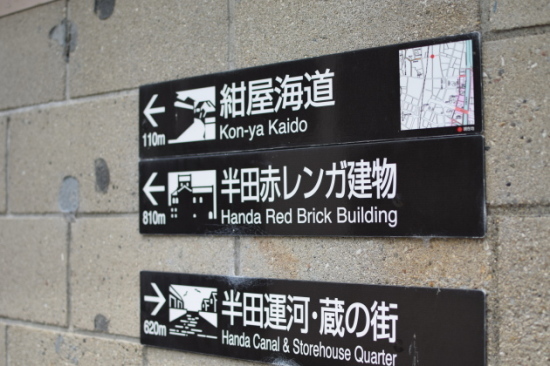 紺屋海道
110m
Kon-ya Kaido
半田赤レンガ建物
810m
Handa Red Brick Building
半田運河・蔵の街
620m
Handa Canal & Storehouse Quarter